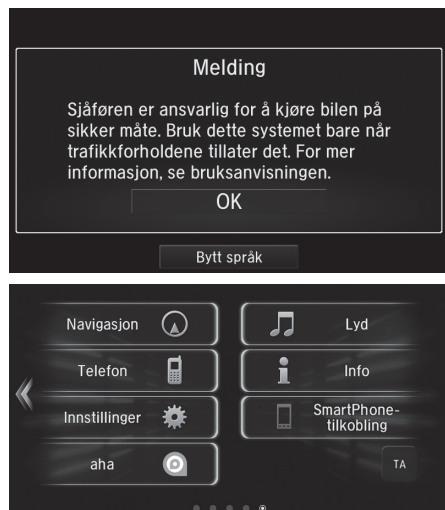 Melding
Sjåføren er ansvarlig for å kjøre bilen på
sikker måte. Bruk dette systemet bare når
trafikkforholdene tillater det. For mer
informasjon, se bruksanvisningen.
OK
Bytt språk
Navigasjon
Lyd
Telefon
Info
Innstillinger
SmartPhone-
tilkobling
aha
TA